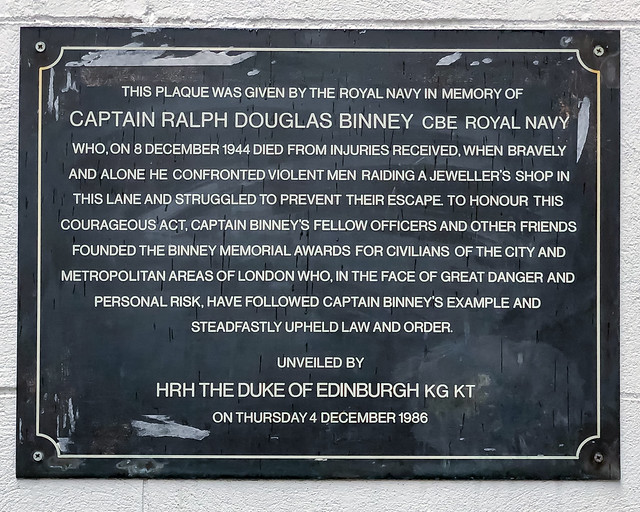 THIS PLAQUE WAS GIVEN BY THE ROYAL NAVY IN MEMORY OF
CAPTAIN RALPH DOUGLAS BINNEY CBE ROYAL NAVY
WHO, ON 8 DECEMBER 1944 DIED FROM INJURIES RECEIVED, WHEN BRAVELY
AND ALONE HE CONFRONTED VIOLENT MEN RAIDING A JEWELLER'S SHOP IN
THIS LANE AND STRUGGLED TO PREVENT THEIR ESCAPE. TO HONOUR THIS
COURAGEOUS ACT, CAPTAIN BINNEY'S FELLOW OFFICERS AND OTHER FRIENDS
FOUNDED THE BINNEY MEMORIAL AWARDS FOR CIVILIANS OF THE CITY AND
METROPOLITAN AREAS OF LONDON WHO, IN THE FACE OF GREAT DANGER AND
PERSONAL RISK, HAVE FOLLOWED CAPTAIN BINNEY'S EXAMPLE AND
STEADFASTLY UPHELD LAW AND ORDER.
UNVEILED BY
HRH THE DUKE OF EDINBURGH KG KT
ON THURSDAY 4 DECEMBER 1986